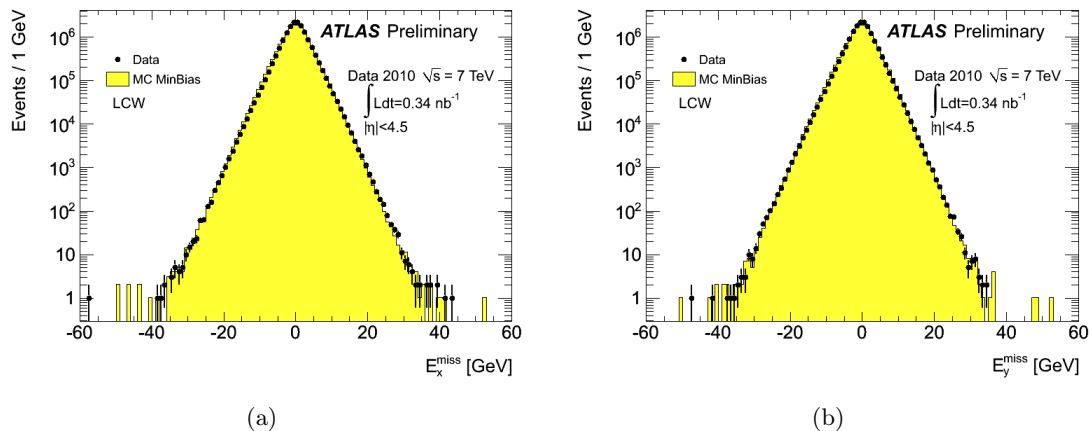 Events / 1 GeV
10⁶
10⁵
10⁴
10³
10²
10
1
ATLAS Preliminary
Data
MC MinBias
LCW
Data 2010 √s = 7 TeV
∫Ldt=0.34 nb⁻¹
|η|<4.5
-60 -40 -20 0 20 40 60
E_x^miss [GeV]
(a)
Events / 1 GeV
10⁶
10⁵
10⁴
10³
10²
10
1
ATLAS Preliminary
Data
MC MinBias
LCW
Data 2010 √s = 7 TeV
∫Ldt=0.34 nb⁻¹
|η|<4.5
-60 -40 -20 0 20 40 60
E_y^miss [GeV]
(b)